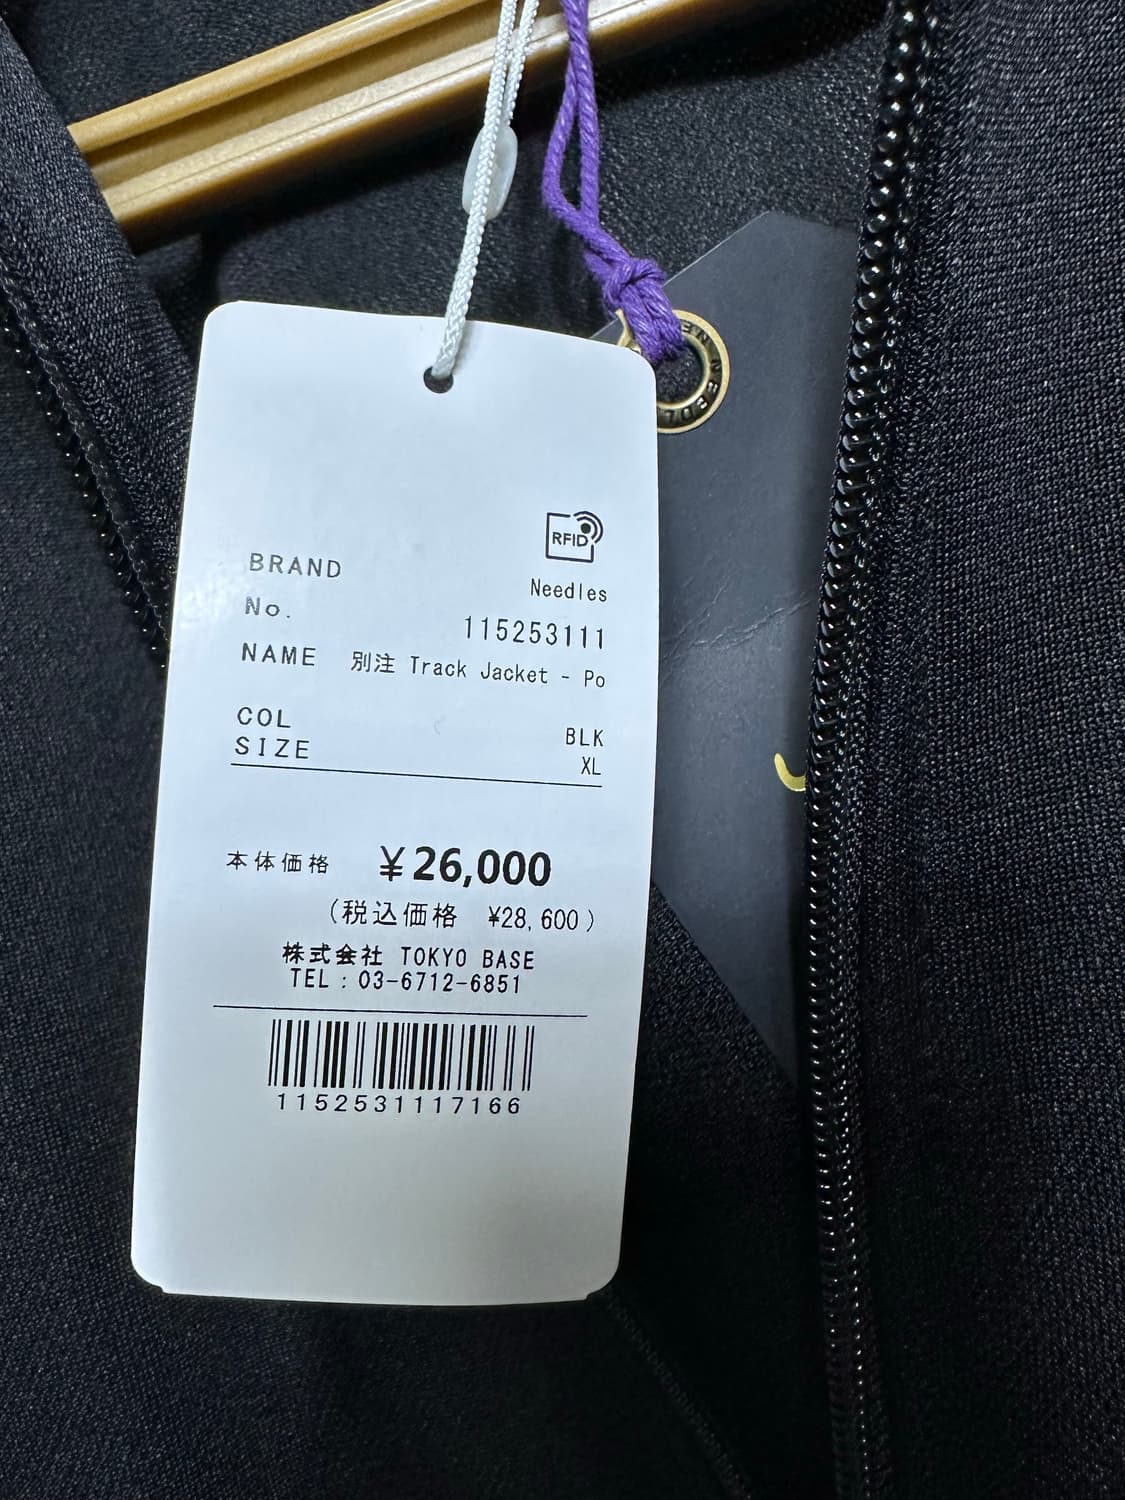 NEEDL
RFID
BRAND Needles
No. 115253111
NAME 別注 Track Jacket - Po
COL BLK
SIZE XL
本体価格 ¥26,000
(税込価格 ¥28,600)
株式会社 TOKYO BASE
TEL : 03-6712-6851
1152531117166